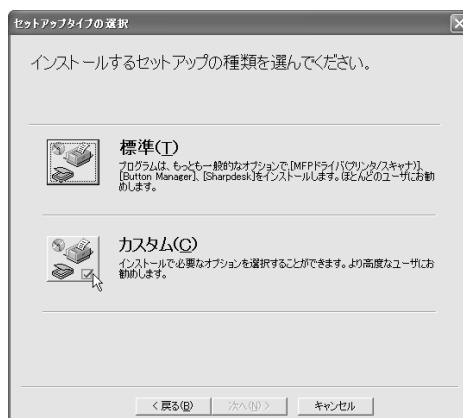 セットアップタイプの選択
インストールするセットアップの種類を選んでください。
標準(T)
プログラムは、もっとも一般的なオプションで、[MFPドライバ(プリンタ/スキャナ)]、
[Button Manager]、[Sharpdesk]をインストールします。ほとんどのユーザにお勧
めします。
カスタム(C)
インストールで必要なオプションを選択することができます。より高度なユーザにお
勧めします。
< 戻る(B) 次へ(N) > キャンセル